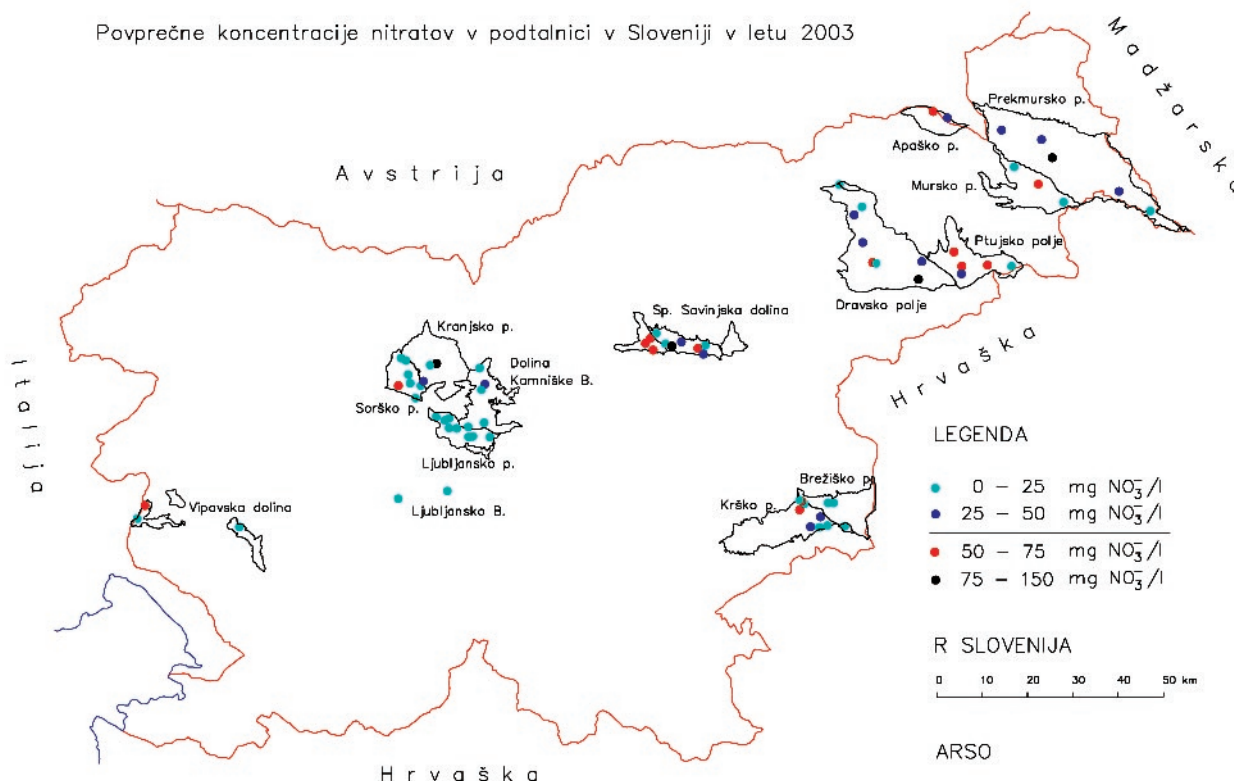 Povprečne koncentracije nitratov v podtalnici v Sloveniji v letu 2003
Madžarska
Prekmursko p.
Apaško p.
Avstrija
Mursko p.
Ptujsko polje
Dravsko polje
Sp. Savinjska dolina
Kranjsko p.
Dolina
Kamniške B.
Hrvaška
Italija
Sorško p.
LEGENDA
Ljubljansko p.
Brežiško p.
0 – 25 mg NO₃⁻/l
Vipavska dolina
Ljubljansko B.
Krško p.
25 – 50 mg NO₃⁻/l
50 – 75 mg NO₃⁻/l
75 – 150 mg NO₃⁻/l
R SLOVENIJA
0 10 20 30 40 50 km
ARSO
Hrvaška